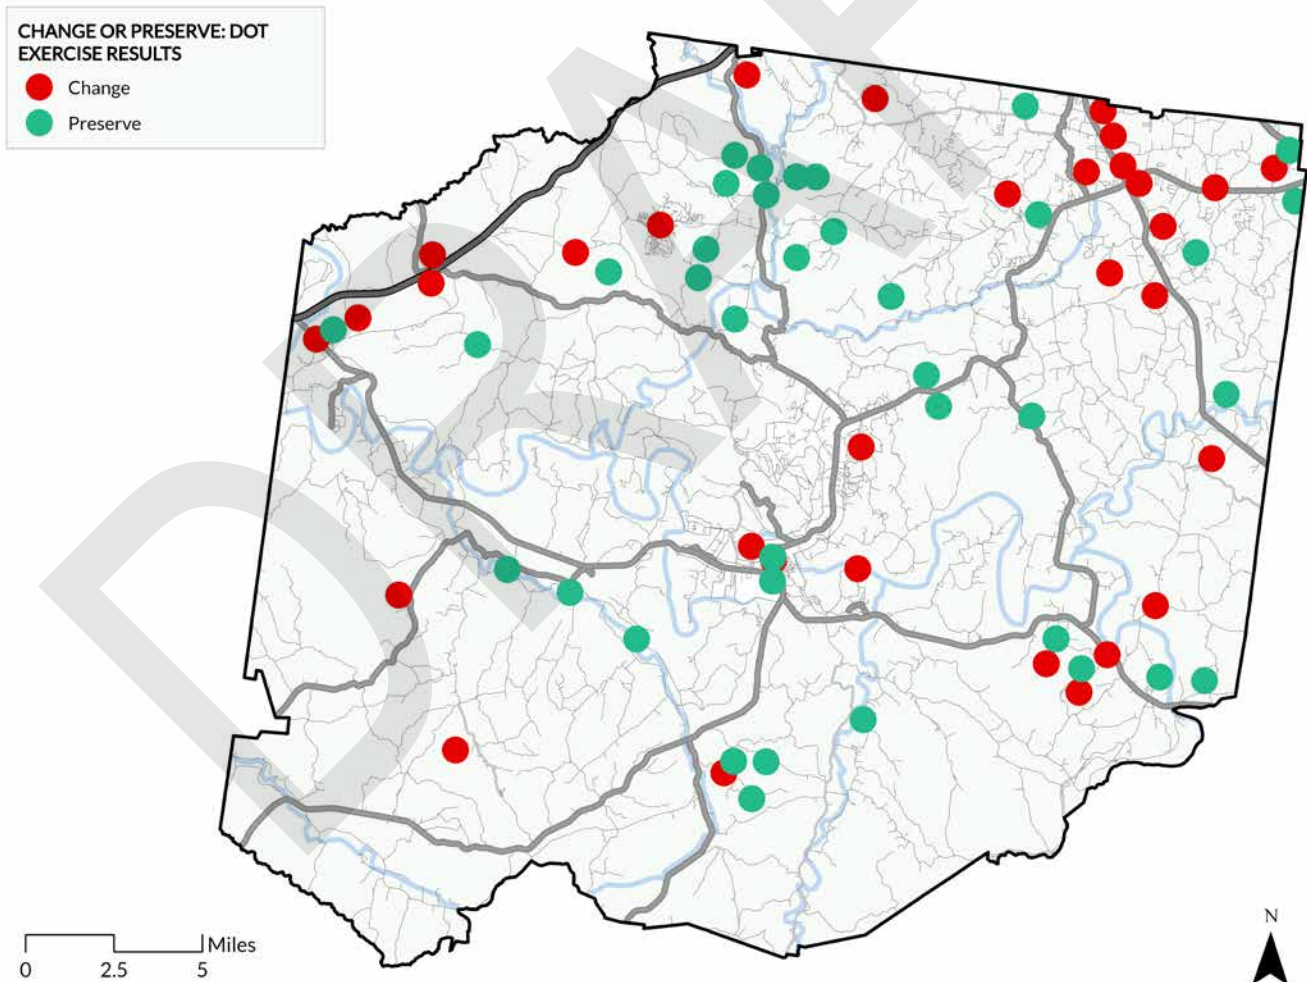 CHANGE OR PRESERVE: DOT
EXERCISE RESULTS
Change
Preserve
DRAFT
N
Miles
0 2.5 5